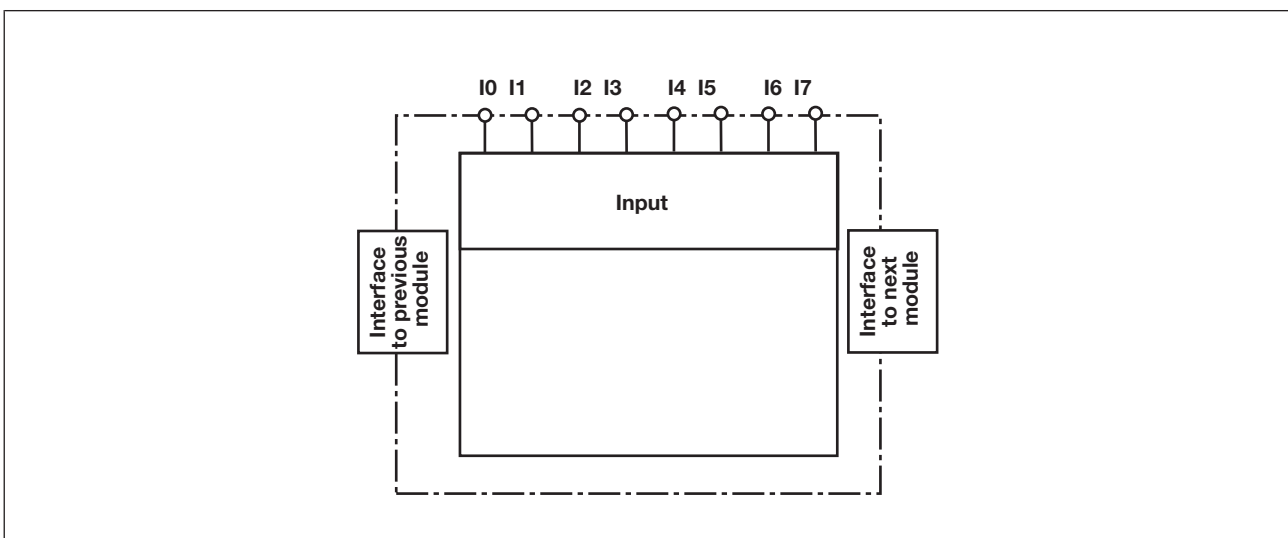 I0 I1 I2 I3 I4 I5 I6 I7
Input
Interface
to previous
module
Interface
to next
module